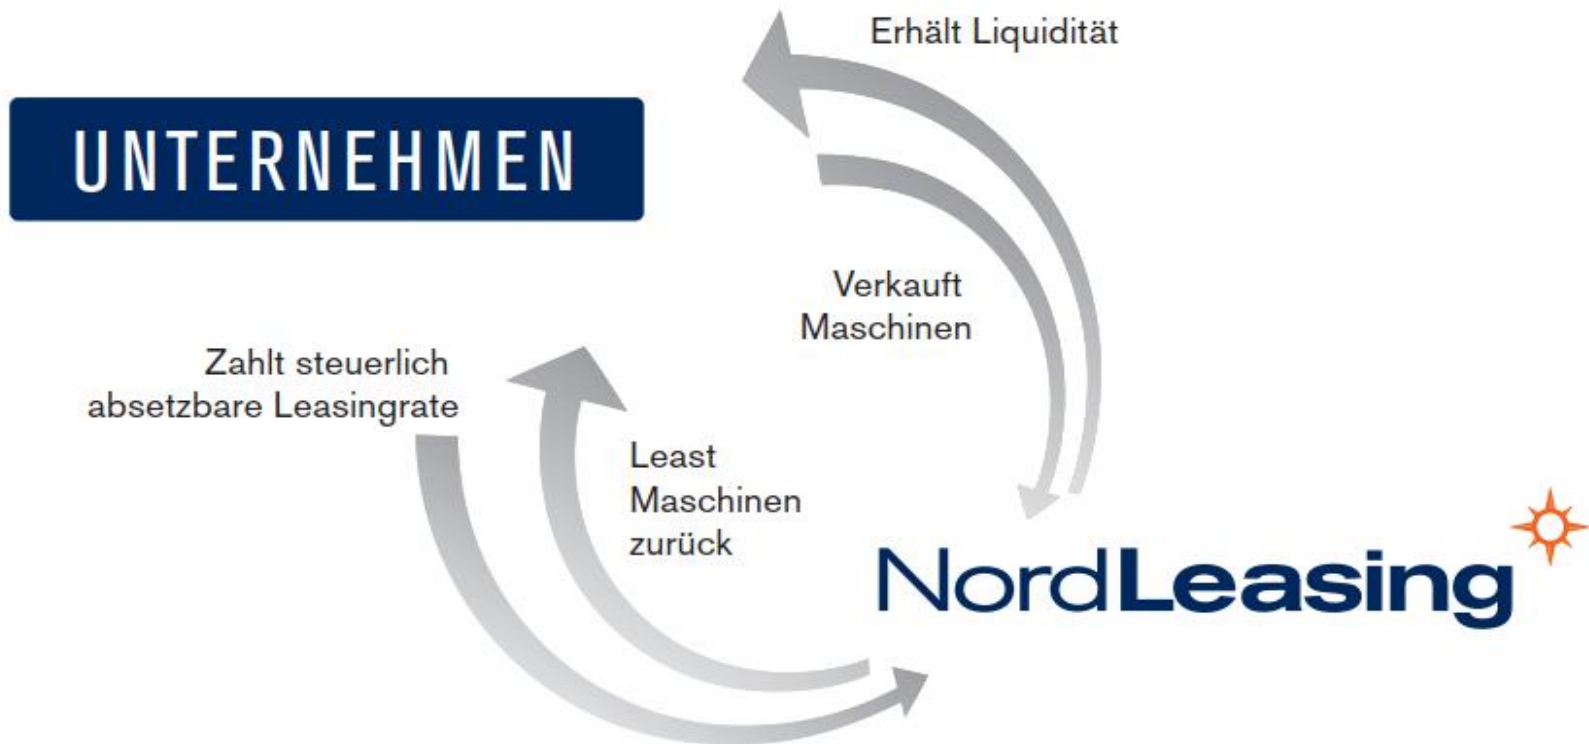 Erhält Liquidität
UNTERNEHMEN
Verkauft
Maschinen
Zahlt steuerlich
absetzbare Leasingrate
Least
Maschinen
zurück
NordLeasing